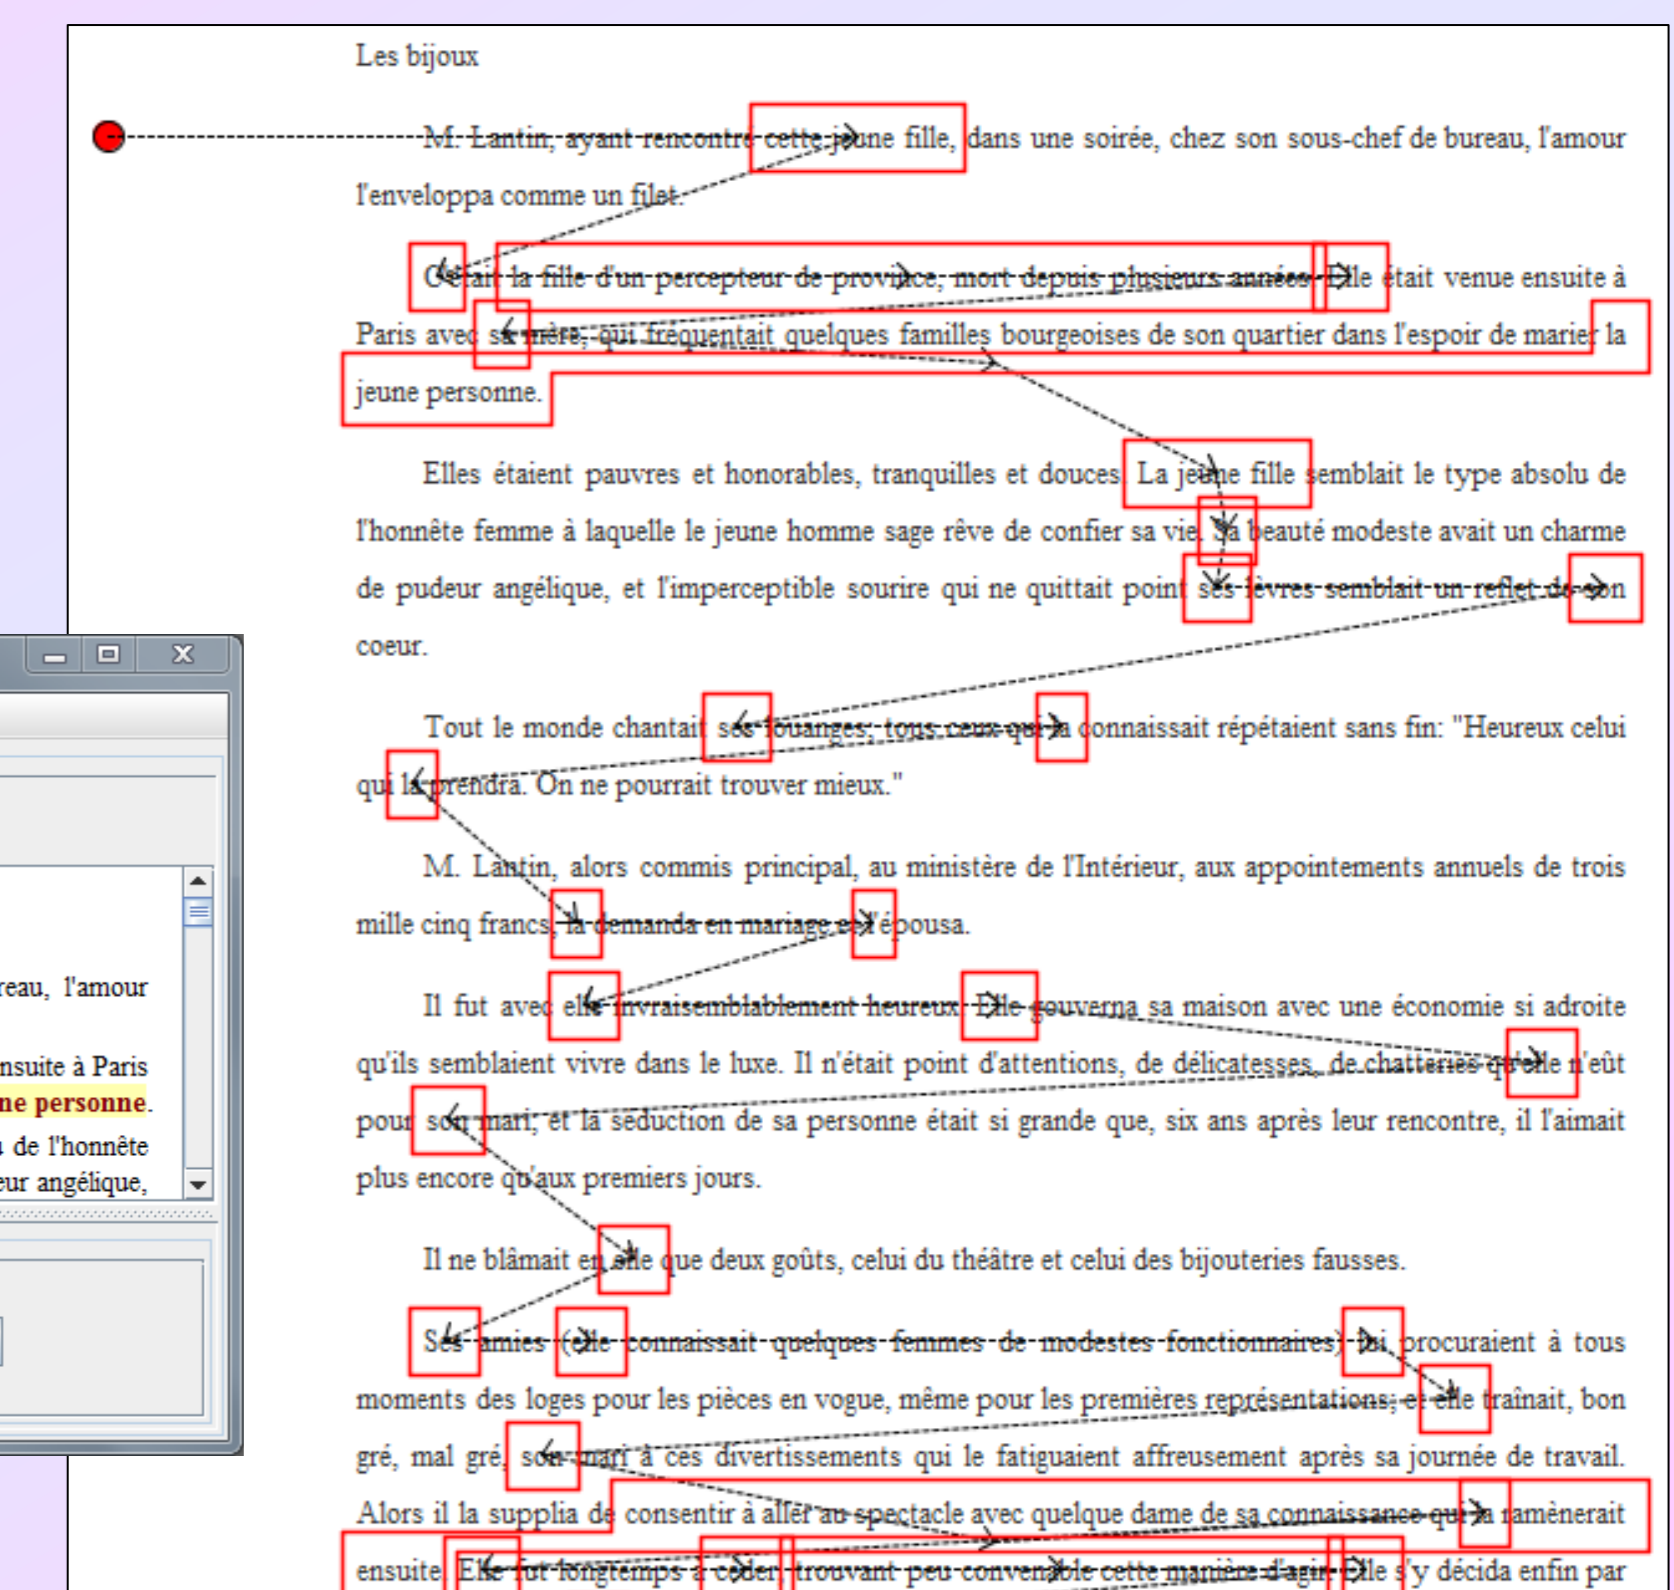 Les bijoux
M. Lantin, ayant rencontré cette jeune fille, dans une soirée, chez son sous-chef de bureau, l'amour
l'enveloppa comme un filet.
C'était la fille d'un percepteur de province, mort depuis plusieurs années. Elle était venue ensuite à
Paris avec sa mère, qui fréquentait quelques familles bourgeoises de son quartier dans l'espoir de marier la
jeune personne.
Elles étaient pauvres et honorables, tranquilles et douces. La jeune fille semblait le type absolu de
l'honnête femme à laquelle le jeune homme sage rêve de confier sa vie. Sa beauté modeste avait un charme
de pudeur angélique, et l'imperceptible sourire qui ne quittait point ses lèvres semblait un reflet de son
coeur.
Tout le monde chantait ses louanges; tous ceux qui la connaissait répétaient sans fin: "Heureux celui
qui la prendra. On ne pourrait trouver mieux."
M. Lantin, alors commis principal, au ministère de l'Intérieur, aux appointements annuels de trois
mille cinq francs, la demanda en mariage et l'épousa.
Il fut avec elle invraisemblablement heureux. Elle gouverna sa maison avec une économie si adroite
qu'ils semblaient vivre dans le luxe. Il n'était point d'attentions, de délicatesses, de chatteries qu'elle n'eût
pour son mari; et la séduction de sa personne était si grande que, six ans après leur rencontre, il l'aimait
plus encore qu'aux premiers jours.
Il ne blâmait en elle que deux goûts, celui du théâtre et celui des bijouteries fausses.
Ses amies (elle connaissait quelques femmes de modestes fonctionnaires) lui procuraient à tous
moments des loges pour les pièces en vogue, même pour les premières représentations; et elle traînait, bon
gré, mal gré, son mari à ces divertissements qui le fatiguaient affreusement après sa journée de travail.
Alors il la supplia de consentir à aller au spectacle avec quelque dame de sa connaissance qui la ramènerait
ensuite. Elle fut longtemps à céder, trouvant peu convenable cette manière d'agir. Elle s'y décida enfin par
reau, l'amour
nsuite à Paris
ne personne.
u de l'honnête
eur angélique,